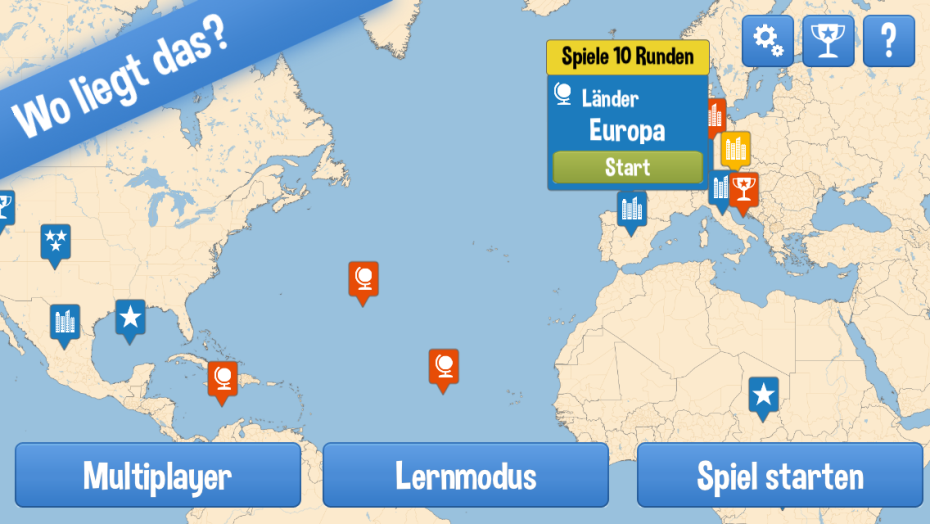 Wo liegt das?
Spiele 10 Runden
Länder
Europa
Start
?
Multiplayer
Lernmodus
Spiel starten